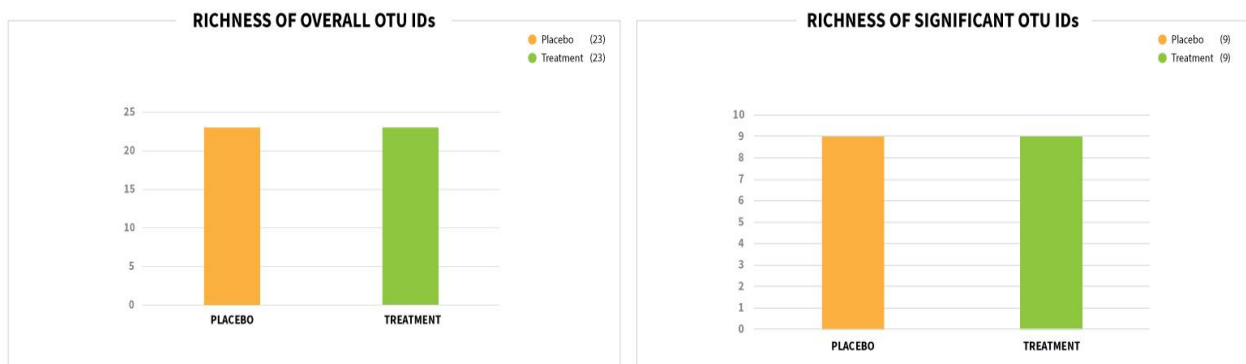 RICHNESS OF OVERALL OTU IDs
Placebo (23)
Treatment (23)
25
20
15
10
5
0
PLACEBO TREATMENT
RICHNESS OF SIGNIFICANT OTU IDs
Placebo (9)
Treatment (9)
10
9
8
7
6
5
4
3
2
1
0
PLACEBO TREATMENT